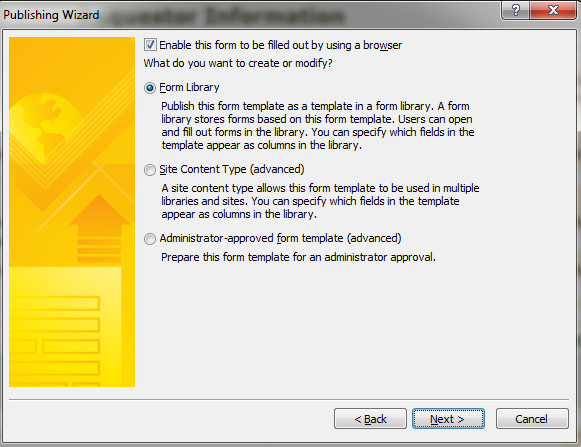 questor Information
Publishing Wizard
?
Enable this form to be filled out by using a browser
What do you want to create or modify?
Form Library
Publish this form template as a template in a form library. A form
library stores forms based on this form template. Users can open
and fill out forms in the library. You can specify which fields in the
template appear as columns in the library.
Site Content Type (advanced)
A site content type allows this form template to be used in multiple
libraries and sites. You can specify which fields in the template
appear as columns in the library.
Administrator-approved form template (advanced)
Prepare this form template for an administrator approval.
< Back
Next >
Cancel